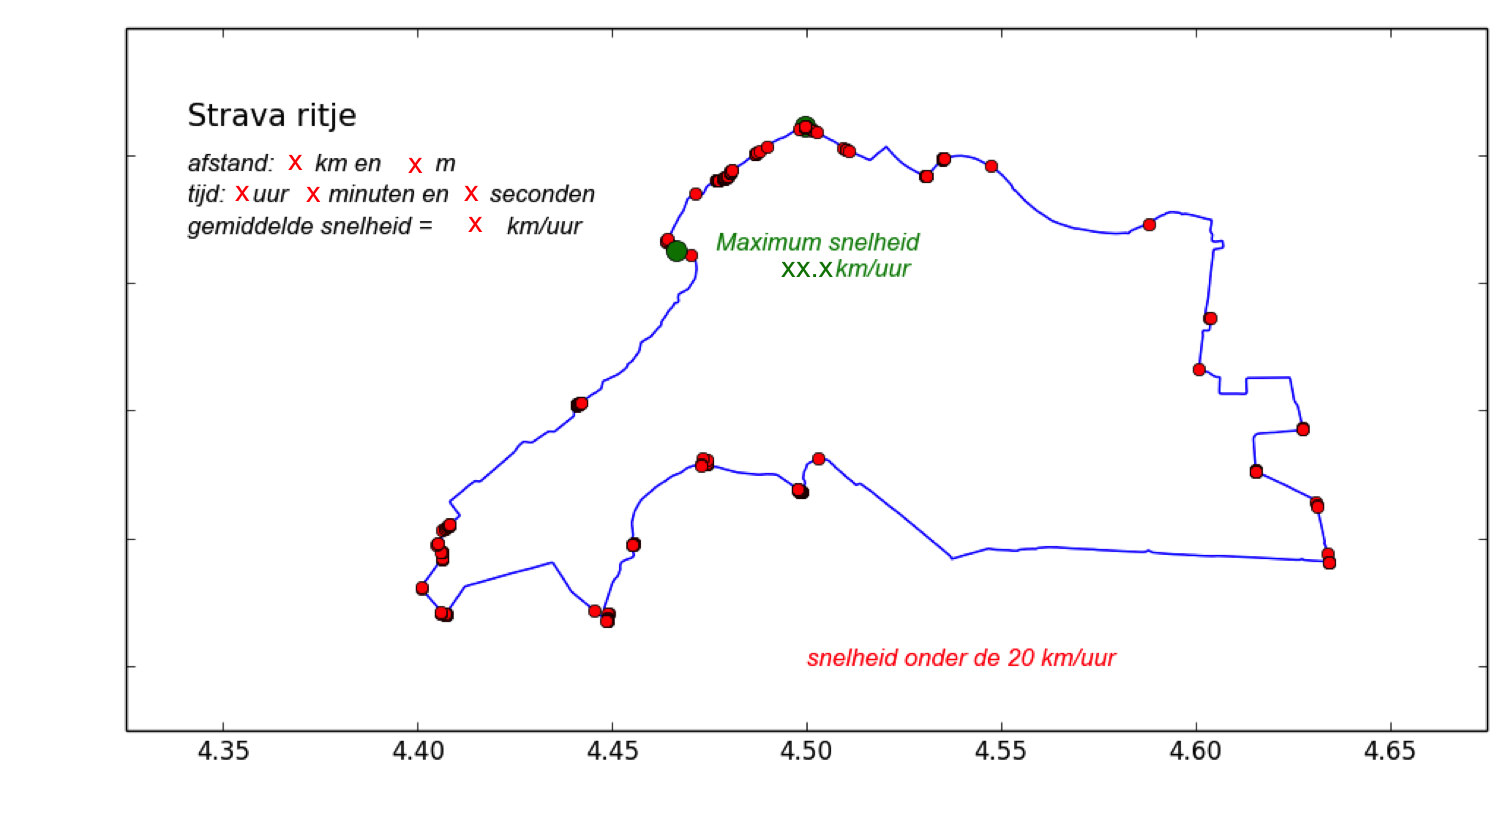 Strava ritje
afstand: x km en x m
tijd: x uur x minuten en x seconden
gemiddelde snelheid = x km/uur
Maximum snelheid
xx.x km/uur
snelheid onder de 20 km/uur
4.35 4.40 4.45 4.50 4.55 4.60 4.65